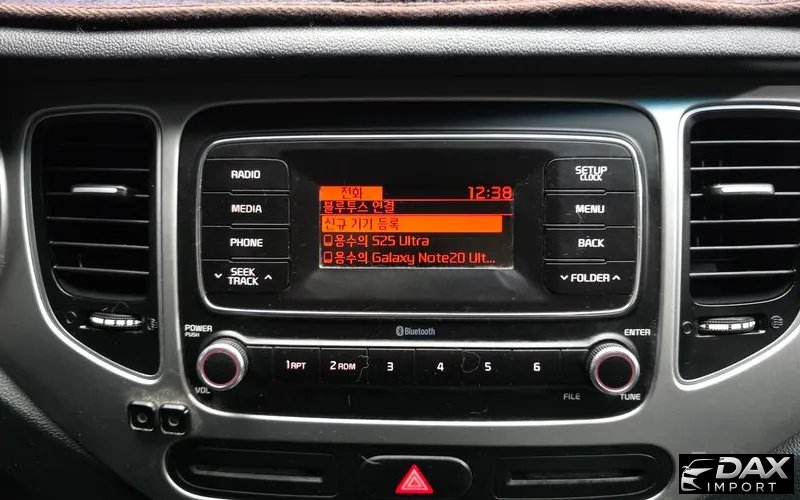 RADIO
MEDIA
PHONE
SEEK
TRACK
전화 12:38
블루투스 연결
신규 기기 등록
용수의 S25 Ultra
용수의 Galaxy Note20 Ult...
SETUP
CLOCK
MENU
BACK
FOLDER
Bluetooth
POWER
PUSH
VOL
1 RPT
2 RDM
3
4
5
6
ENTER
FILE
TUNE
DAX
IMPORT